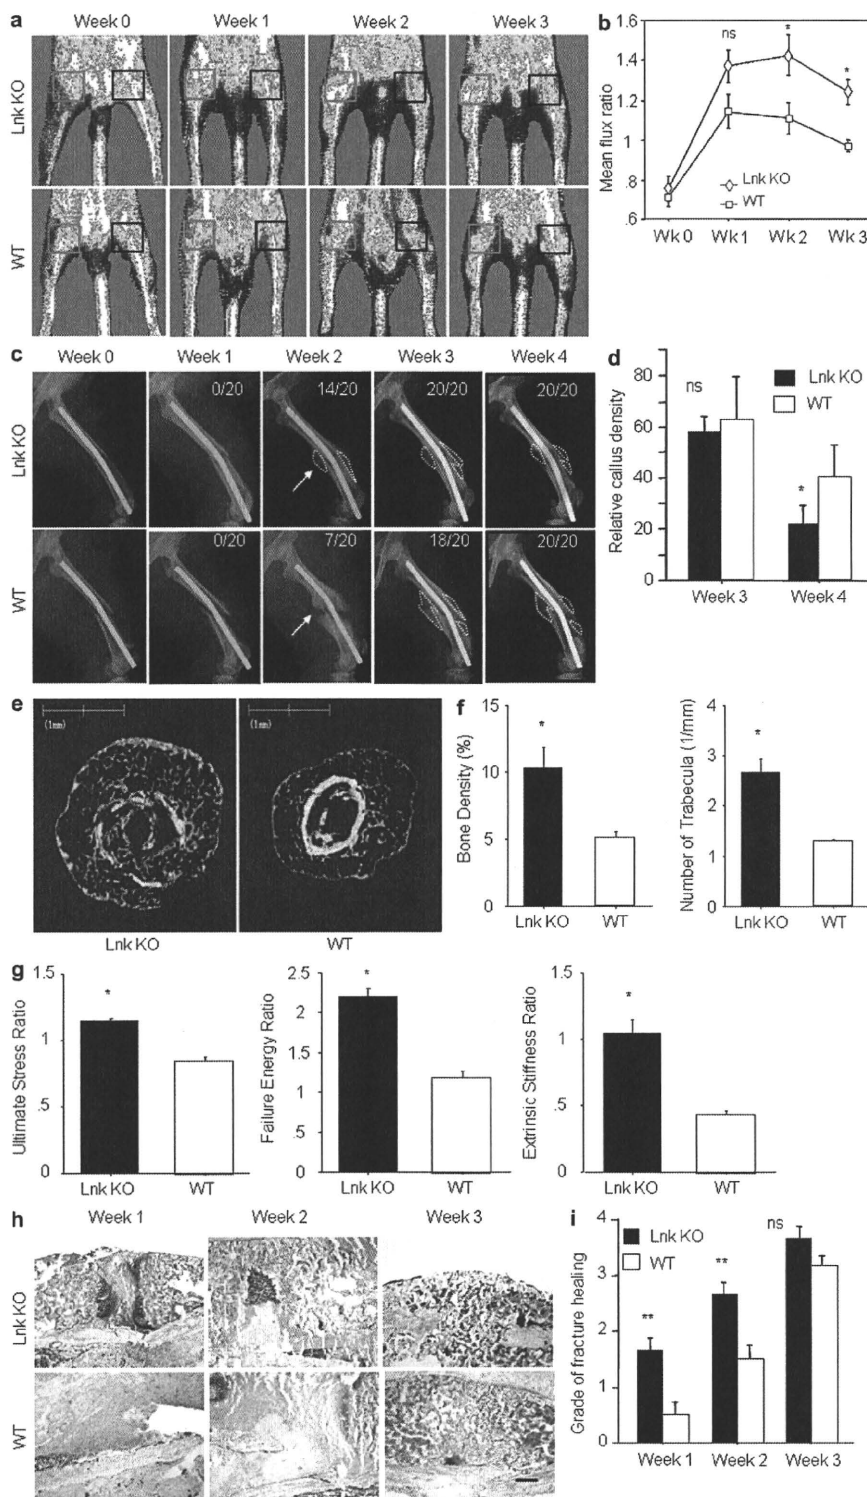 a
Week 0 Week 1 Week 2 Week 3
Lnk KO
WT
b
Mean flux ratio
1.6
1.4
1.2
1
.8
.6
ns
*
*
Lnk KO
WT
Wk 0 Wk 1 Wk 2 Wk 3
c
Week 0 Week 1 Week 2 Week 3 Week 4
Lnk KO
0/20 14/20 20/20 20/20
WT
0/20 7/20 18/20 20/20
d
Relative callus density
80
60
40
20
0
ns
*
Lnk KO
WT
Week 3 Week 4
e
(1mm) (1mm)
Lnk KO WT
f
Bone Density (%)
15
10
5
0
*
Lnk KO WT
Number of Trabecula (1/mm)
4
3
2
1
0
*
Lnk KO WT
g
Ultimate Stress Ratio
1.5
1
.5
0
*
Lnk KO WT
Failure Energy Ratio
2.5
2
1.5
1
.5
0
*
Lnk KO WT
Extrinsic Stiffness Ratio
1.5
1
.5
0
*
Lnk KO WT
h
Week 1 Week 2 Week 3
Lnk KO
WT
i
Grade of fracture healing
4
3
2
1
0
**
**
ns
Lnk KO
WT
Week 1 Week 2 Week 3